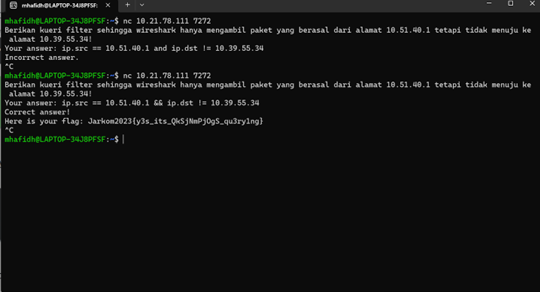 mhafidh@LAPTOP-34J8PFSF: ~
mhafidh@LAPTOP-34J8PFSF:~$ nc 10.21.78.111 7272
Berikan kueri filter sehingga wireshark hanya mengambil paket yang berasal dari alamat 10.51.40.1 tetapi tidak menuju ke
alamat 10.39.55.34!
Your answer: ip.src == 10.51.40.1 and ip.dst != 10.39.55.34
Incorrect answer.
^C
mhafidh@LAPTOP-34J8PFSF:~$ nc 10.21.78.111 7272
Berikan kueri filter sehingga wireshark hanya mengambil paket yang berasal dari alamat 10.51.40.1 tetapi tidak menuju ke
alamat 10.39.55.34!
Your answer: ip.src == 10.51.40.1 && ip.dst != 10.39.55.34
Correct answer!
Here is your flag: Jarkom2023{y3s_its_QkSjNmPjOgS_qu3ry1ng}
^C
mhafidh@LAPTOP-34J8PFSF:~$